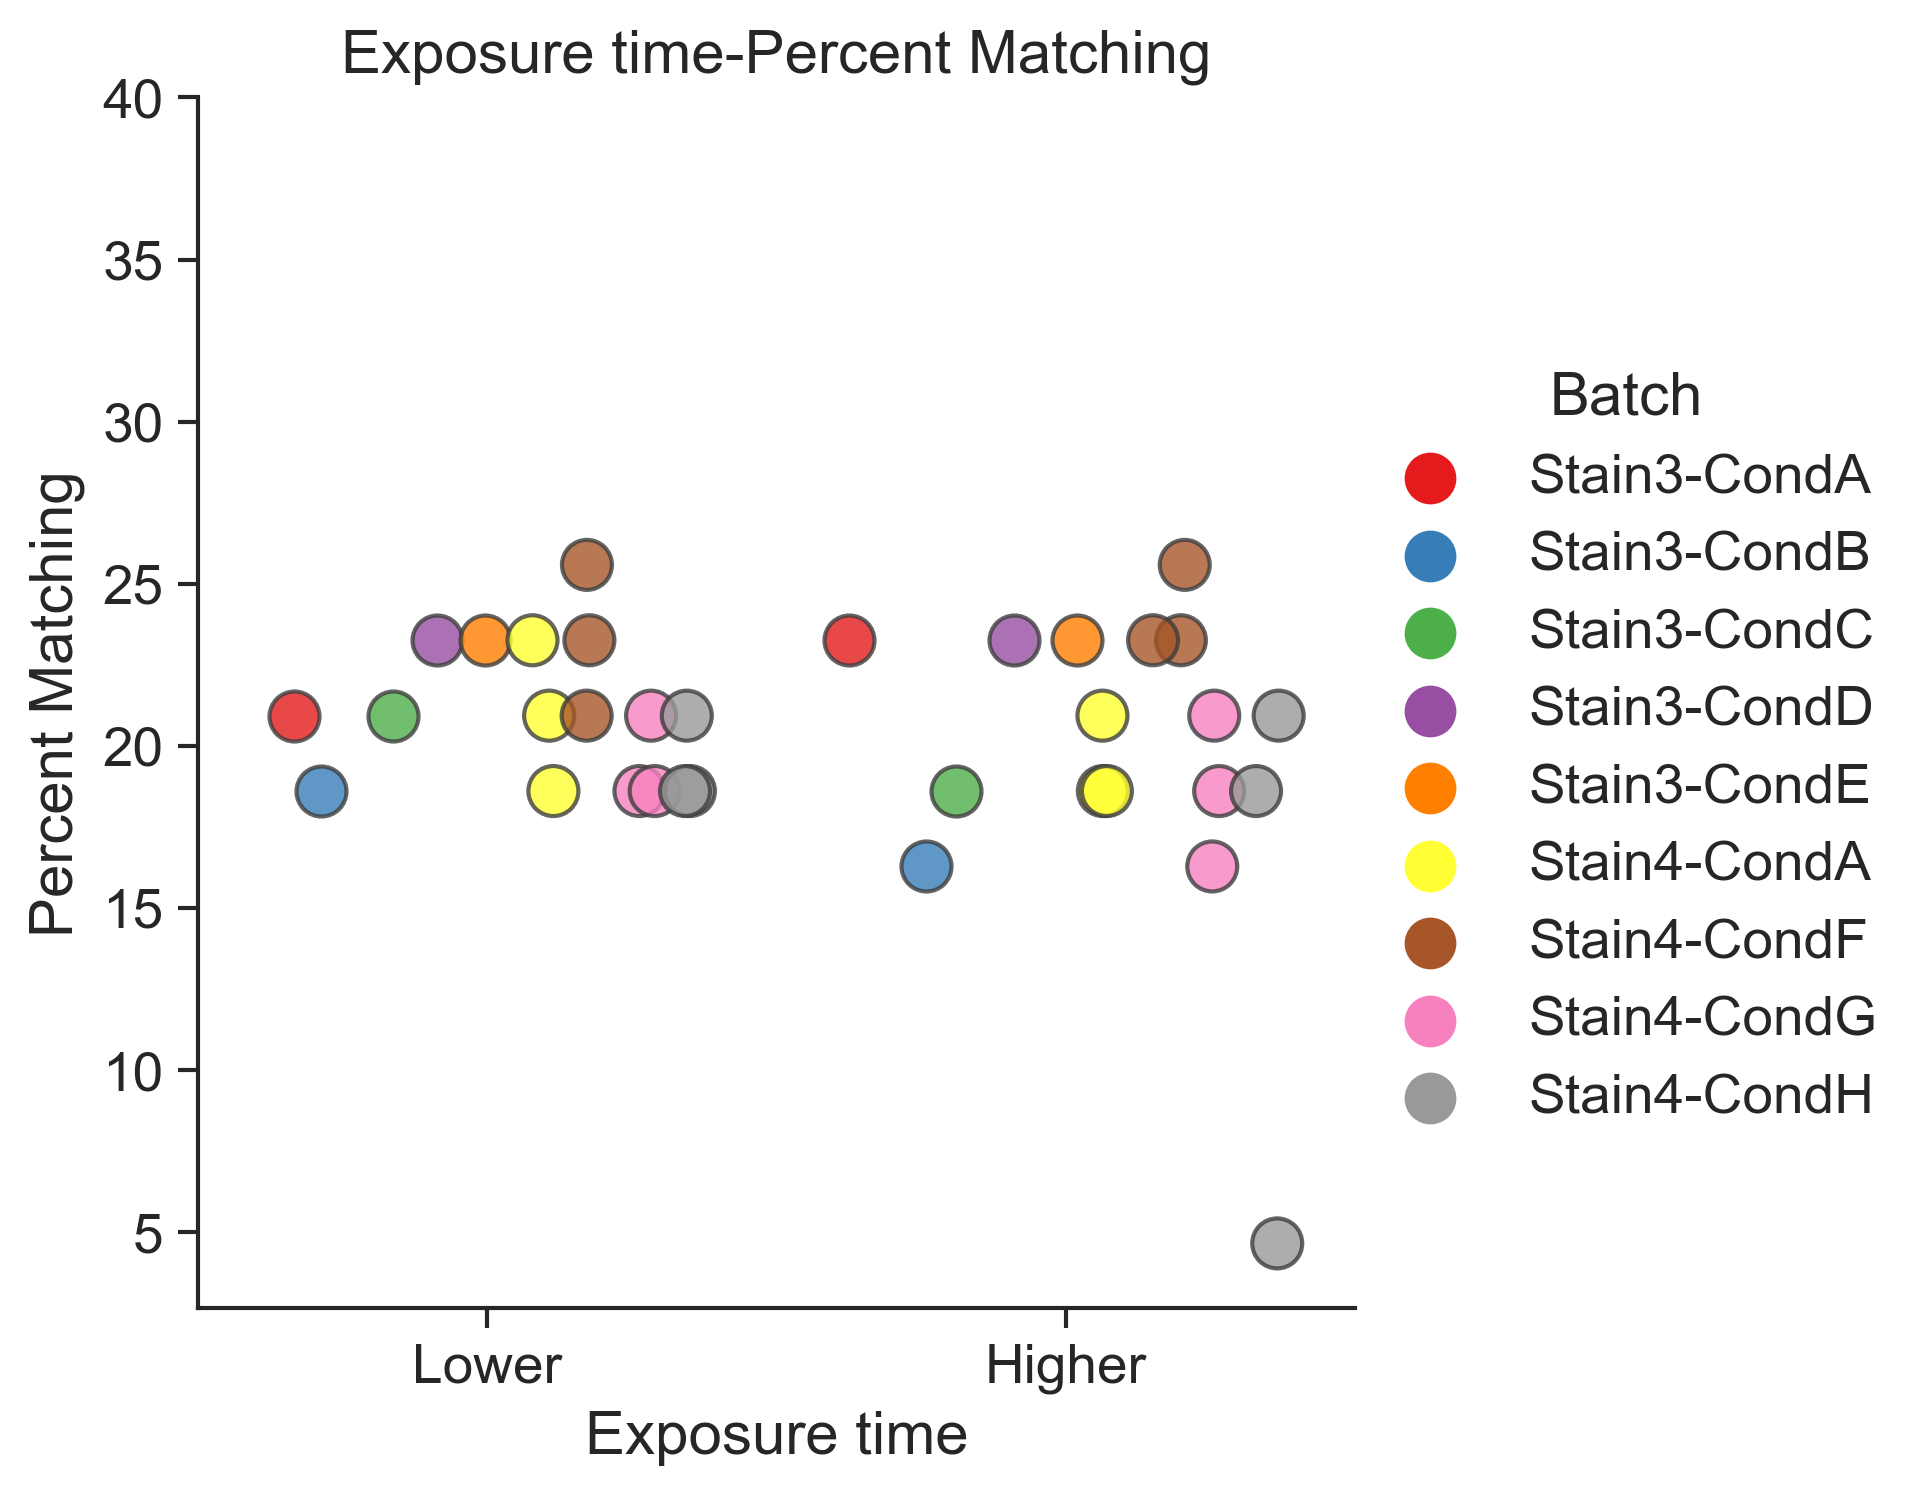 Exposure time-Percent Matching
40
35
30
25
20
15
10
5
Percent Matching
Lower
Higher
Exposure time
Batch
Stain3-CondA
Stain3-CondB
Stain3-CondC
Stain3-CondD
Stain3-CondE
Stain4-CondA
Stain4-CondF
Stain4-CondG
Stain4-CondH